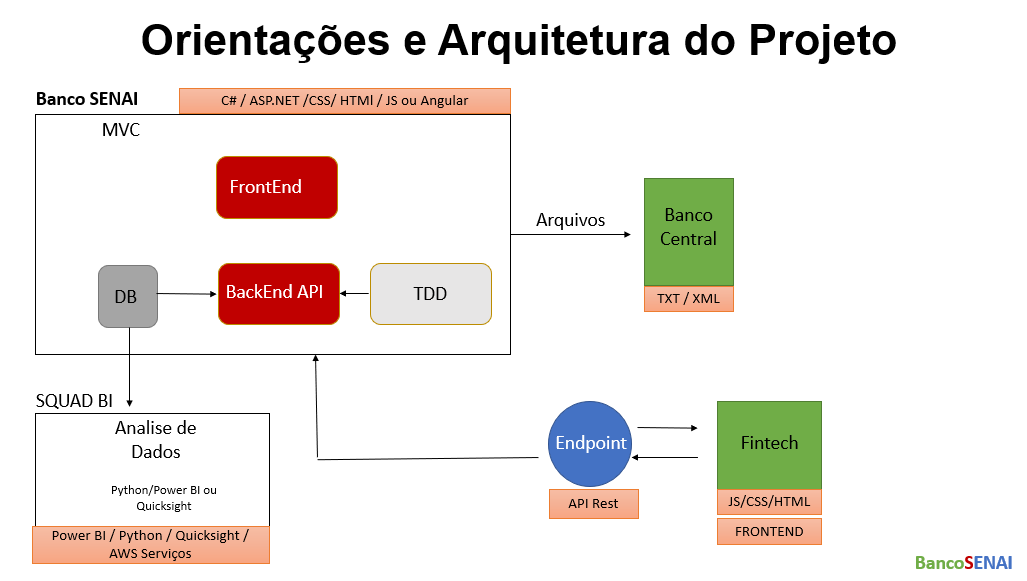 Orientações e Arquitetura do Projeto
Banco SENAI
C# / ASP.NET /CSS/ HTMl / JS ou Angular
MVC
FrontEnd
Arquivos
Banco
Central
DB
BackEnd API
TDD
TXT / XML
SQUAD BI
Analise de
Dados
Python/Power BI ou
Quicksight
Power BI / Python / Quicksight /
AWS Serviços
Endpoint
API Rest
Fintech
JS/CSS/HTML
FRONTEND
BancoSENAI